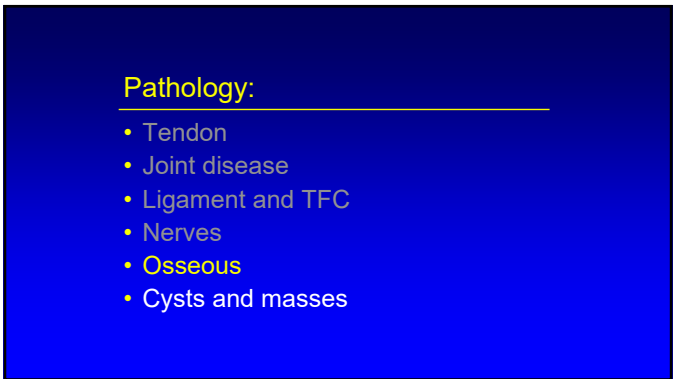 Pathology:
• Tendon
• Joint disease
• Ligament and TFC
• Nerves
• Osseous
• Cysts and masses